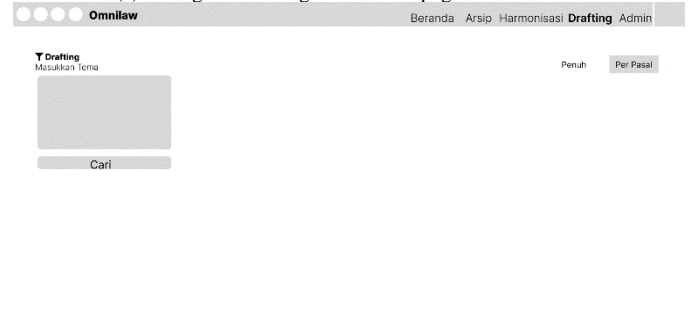 Omnilaw
Beranda Arsip Harmonisasi Drafting Admin
Drafting
Masukkan Tema
Penuh Per Pasal
Cari